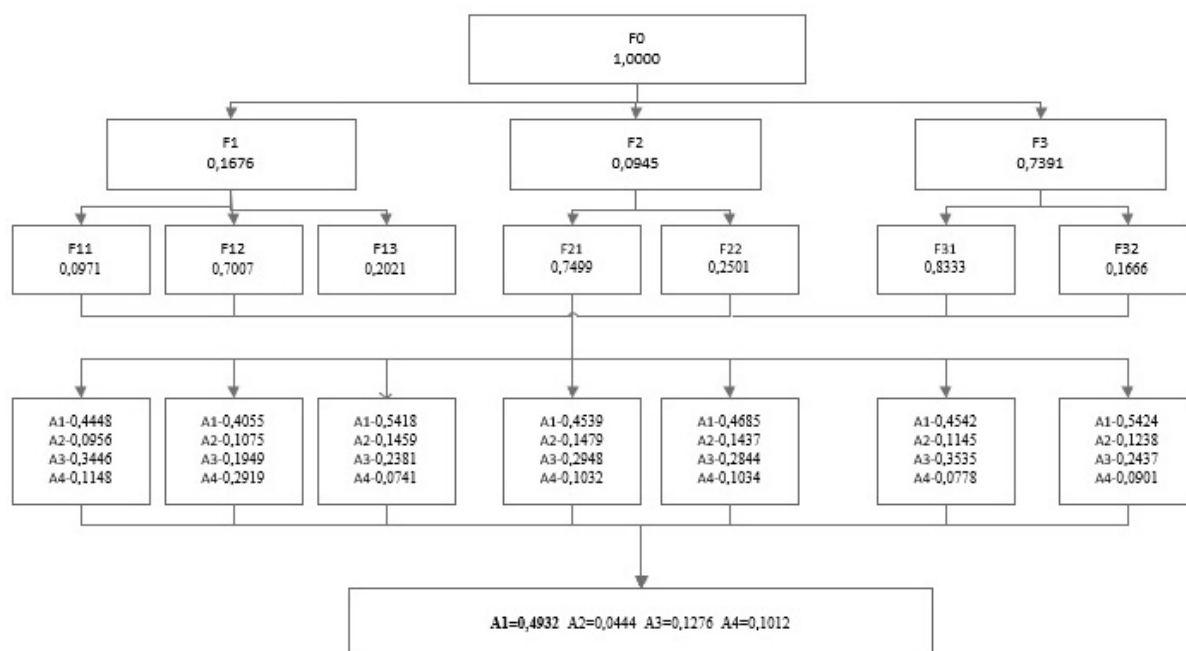 F0
1,0000
F1
0,1676
F2
0,0945
F3
0,7391
F11
0,0971
F12
0,7007
F13
0,2021
F21
0,7499
F22
0,2501
F31
0,8333
F32
0,1666
A1-0,4448
A2-0,0956
A3-0,3446
A4-0,1148
A1-0,4055
A2-0,1075
A3-0,1949
A4-0,2919
A1-0,5418
A2-0,1459
A3-0,2381
A4-0,0741
A1-0,4539
A2-0,1479
A3-0,2948
A4-0,1032
A1-0,4685
A2-0,1437
A3-0,2844
A4-0,1034
A1-0,4542
A2-0,1145
A3-0,3535
A4-0,0778
A1-0,5424
A2-0,1238
A3-0,2437
A4-0,0901
A1=0,4932 A2=0,0444 A3=0,1276 A4=0,1012